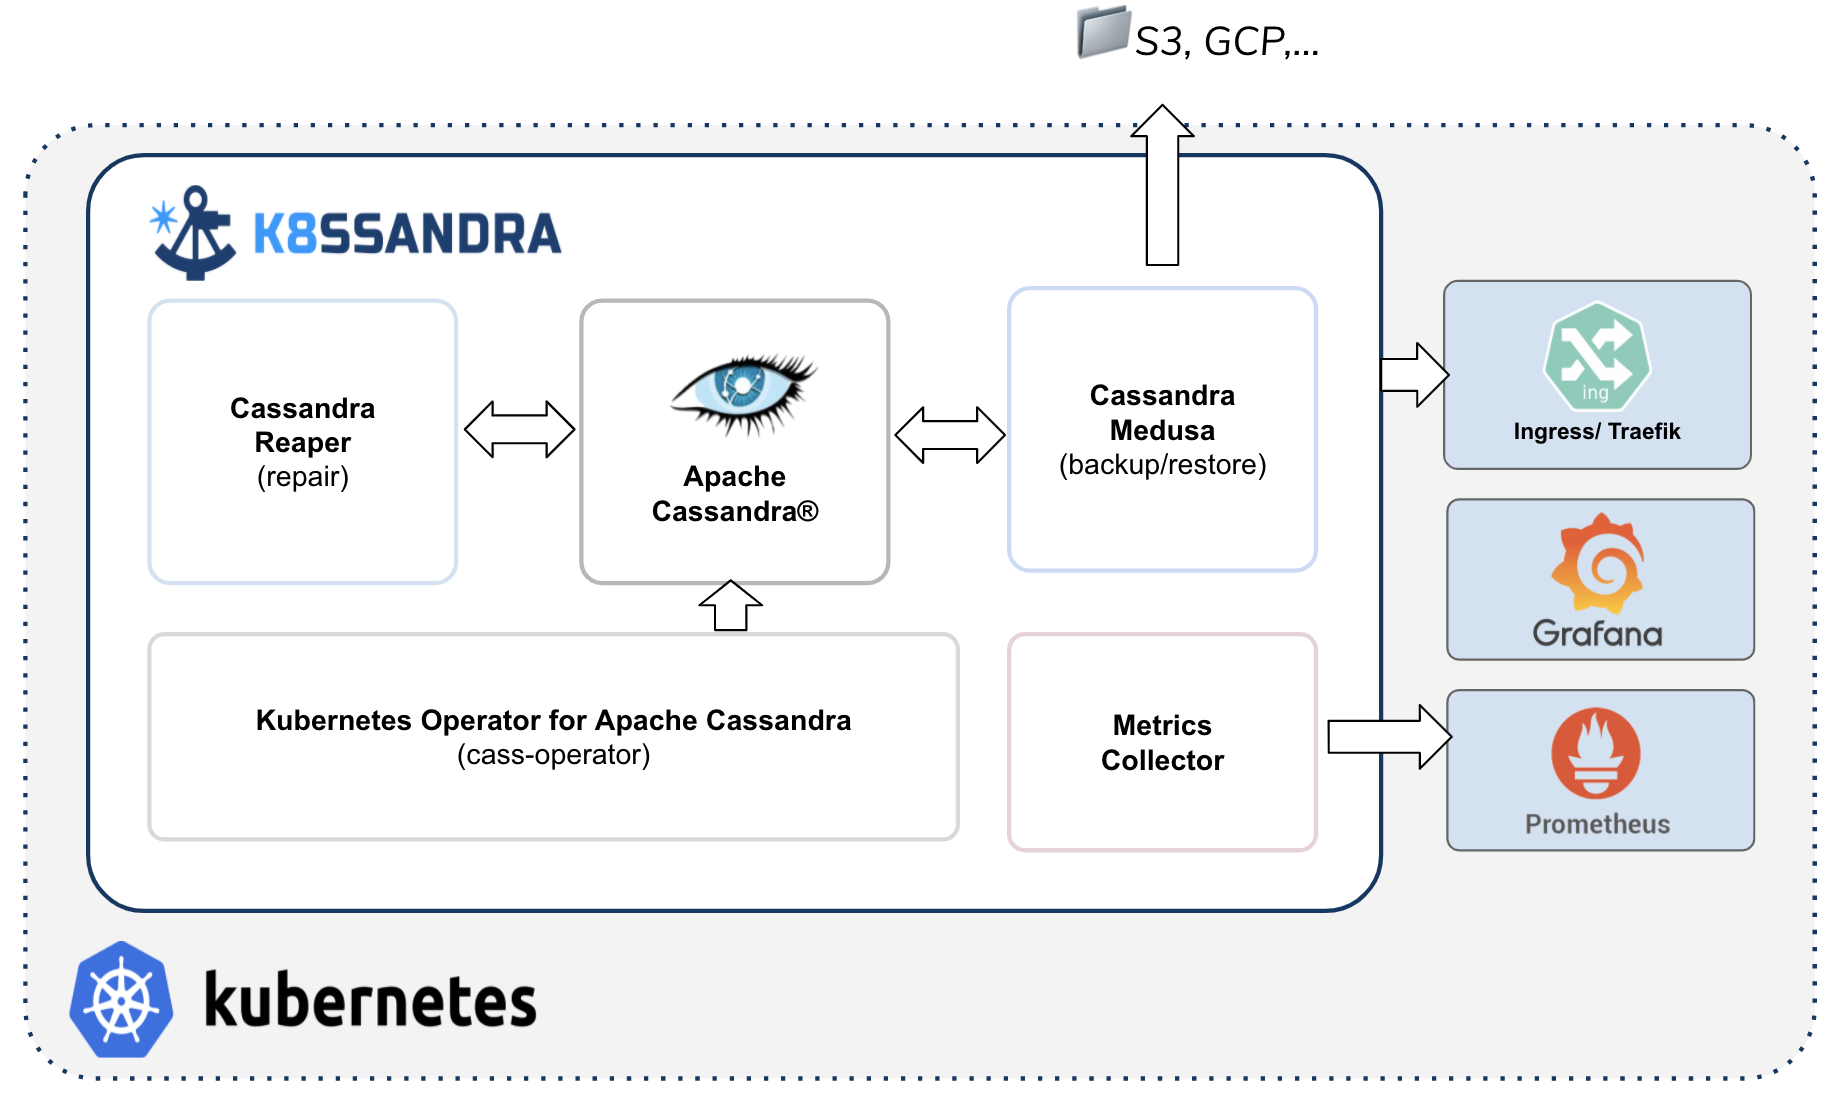 S3, GCP,...
K8SSANDRA
Cassandra
Reaper
(repair)
Apache
Cassandra®
Cassandra
Medusa
(backup/restore)
ing
Ingress/ Traefik
Grafana
Kubernetes Operator for Apache Cassandra
(cass-operator)
Metrics
Collector
Prometheus
kubernetes